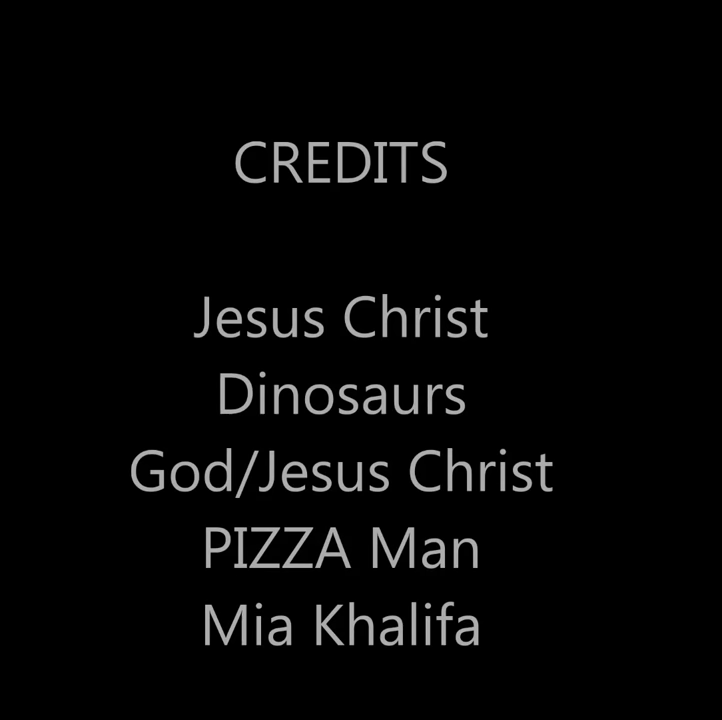 CREDITS
Jesus Christ
Dinosaurs
God/Jesus Christ
PIZZA Man
Mia Khalifa